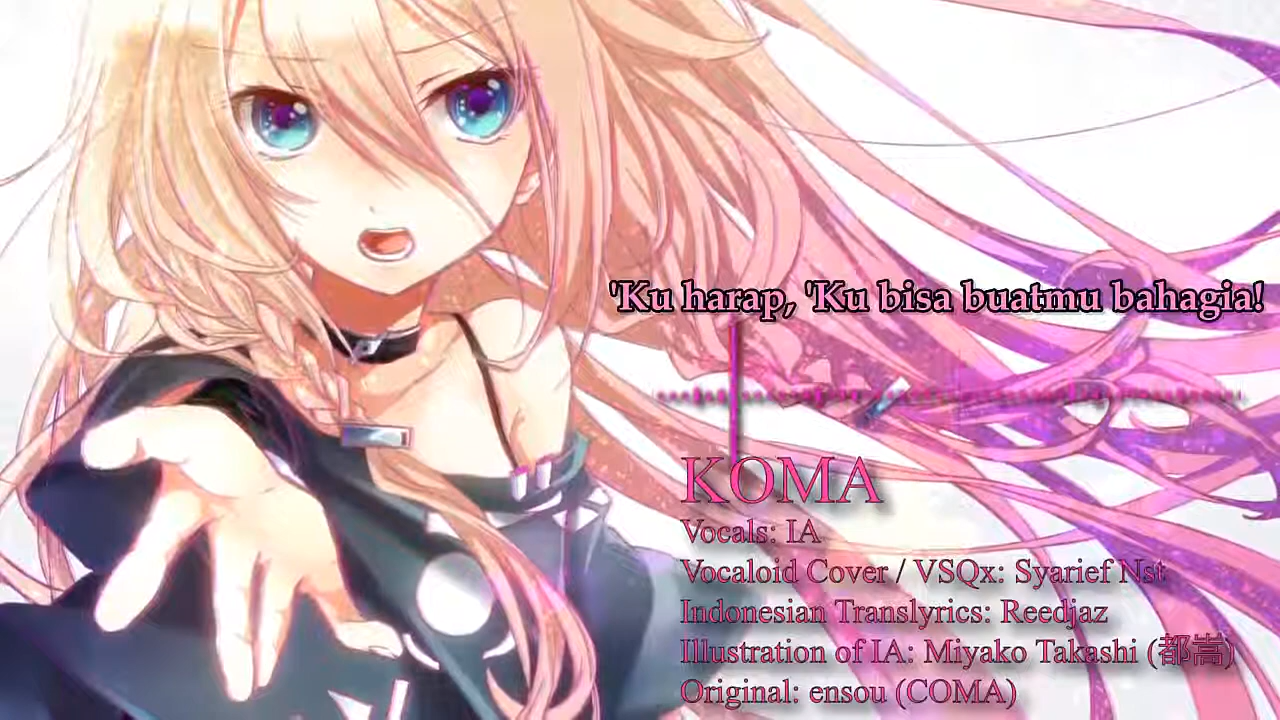 'Ku harap, 'Ku bisa buatmu bahagia!
KOMA
Vocals: IA
Vocaloid Cover / VSQx: Syarief Nst
Indonesian Translyrics: Reedjaz
Illustration of IA: Miyako Takashi (都嵩)
Original: ensou (COMA)